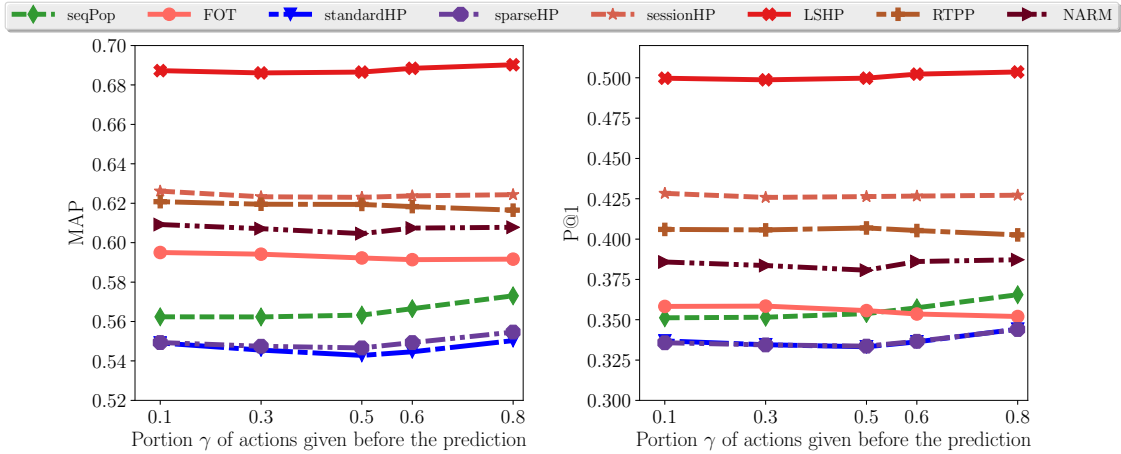 seqPop FOT standardHP sparseHP sessionHP LSHP RTPP NARM
0.70
0.68
0.66
0.64
0.62
0.60
0.58
0.56
0.54
0.52
MAP
0.1 0.3 0.5 0.6 0.8
Portion γ of actions given before the prediction
0.500
0.475
0.450
0.425
0.400
0.375
0.350
0.325
0.300
P@1
0.1 0.3 0.5 0.6 0.8
Portion γ of actions given before the prediction